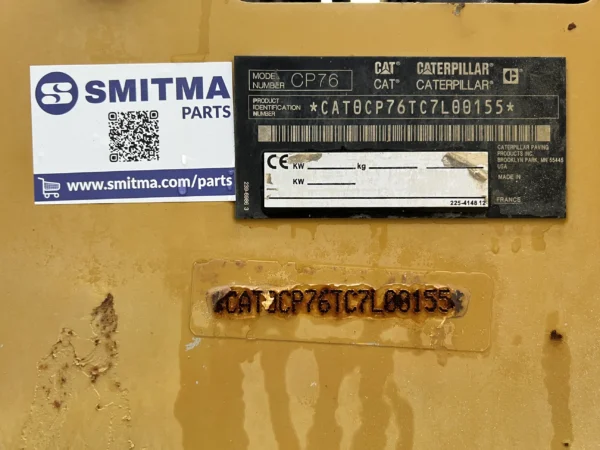 SMITMA
PARTS
www.smitma.com/parts
MODEL
NUMBER CP76
CAT® CATERPILLAR®
CAT® CATERPILLAR®
PRODUCT
IDENTIFICATION
NUMBER
*CAT0CP76TC7L00155*
CE
KW kg
KW
225-4148 12
CATERPILLAR PAVING
PRODUCTS INC.
BROOKLYN PARK, MN 55445
USA
MADE IN
FRANCE
*CAT0CP76TC7L00155*